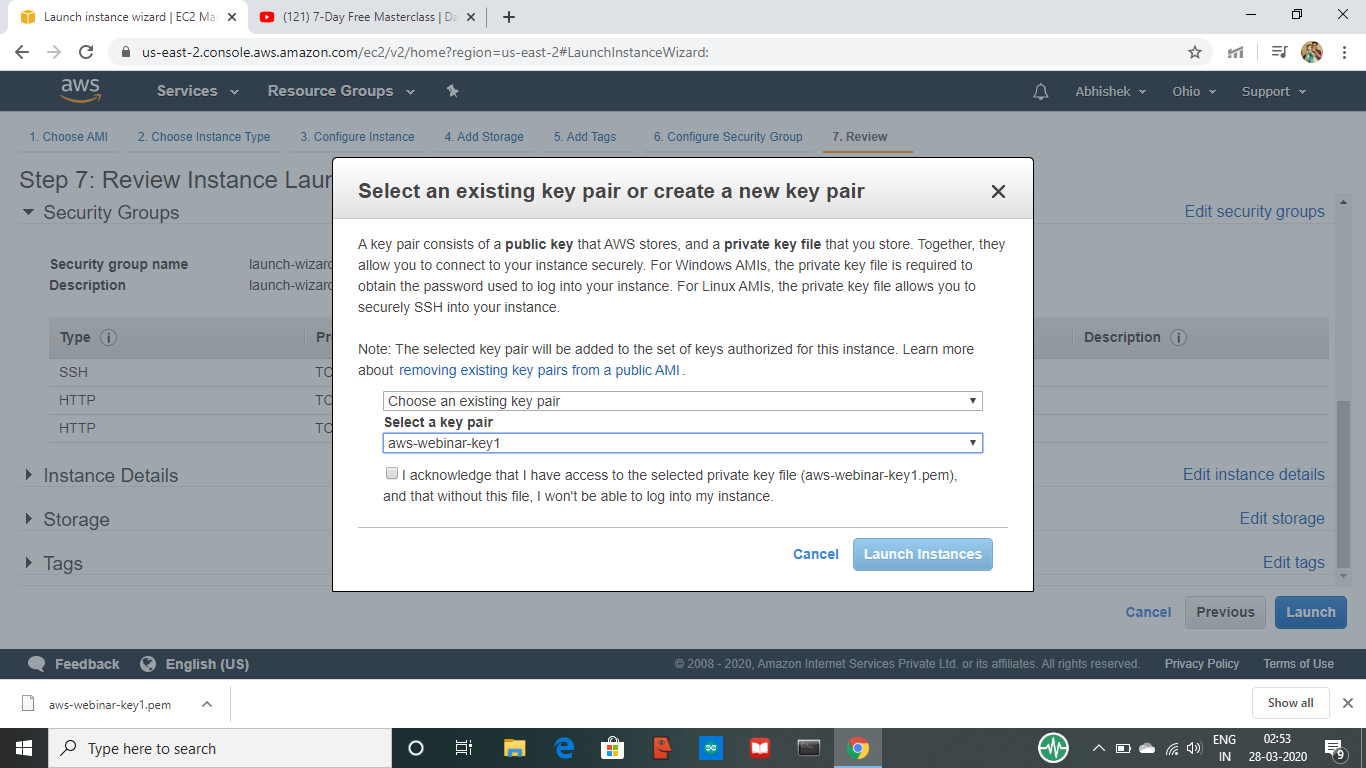 Launch instance wizard | EC2 Ma
(121) 7-Day Free Masterclass | Da
us-east-2.console.aws.amazon.com/ec2/v2/home?region=us-east-2#LaunchInstanceWizard:
aws Services Resource Groups Abhishek Ohio Support
1. Choose AMI 2. Choose Instance Type 3. Configure Instance 4. Add Storage 5. Add Tags 6. Configure Security Group 7. Review
Step 7: Review Instance Laun
Security Groups Edit security groups
Security group name launch-wizard
Description launch-wizard
Type i Pr Description i
SSH TC
HTTP TC
HTTP TC
Instance Details Edit instance details
Storage Edit storage
Tags Edit tags
Cancel Previous Launch
Select an existing key pair or create a new key pair
A key pair consists of a public key that AWS stores, and a private key file that you store. Together, they
allow you to connect to your instance securely. For Windows AMIs, the private key file is required to
obtain the password used to log into your instance. For Linux AMIs, the private key file allows you to
securely SSH into your instance.
Note: The selected key pair will be added to the set of keys authorized for this instance. Learn more
about removing existing key pairs from a public AMI .
Choose an existing key pair
Select a key pair
aws-webinar-key1
I acknowledge that I have access to the selected private key file (aws-webinar-key1.pem),
and that without this file, I won't be able to log into my instance.
Cancel Launch Instances
Feedback English (US) © 2008 - 2020, Amazon Internet Services Private Ltd. or its affiliates. All rights reserved. Privacy Policy Terms of Use
aws-webinar-key1.pem Show all
Type here to search
ENG
IN
02:53
28-03-2020
9